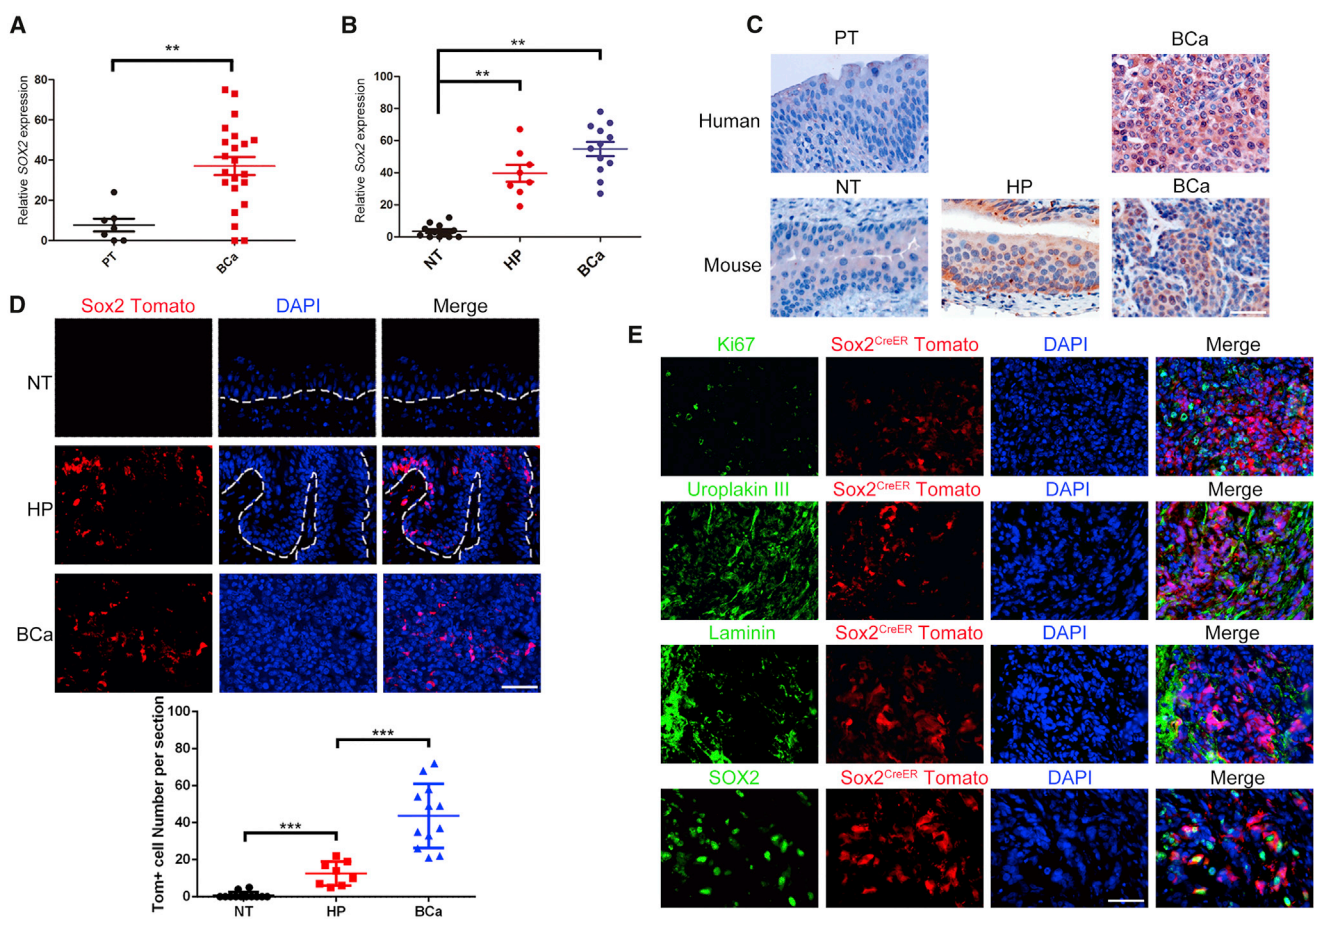 A
**
Relative SOX2 expression
80
60
40
20
0
PT
BCa
B
**
**
Relative Sox2 expression
100
80
60
40
20
0
NT
HP
BCa
C
PT
BCa
Human
NT
HP
BCa
Mouse
D
Sox2 Tomato
DAPI
Merge
NT
HP
BCa
Tom+ cell Number per section
100
80
60
40
20
0
***
***
NT
HP
BCa
E
Ki67
Sox2CreER Tomato
DAPI
Merge
Uroplakin III
Sox2CreER Tomato
DAPI
Merge
Laminin
Sox2CreER Tomato
DAPI
Merge
SOX2
Sox2CreER Tomato
DAPI
Merge